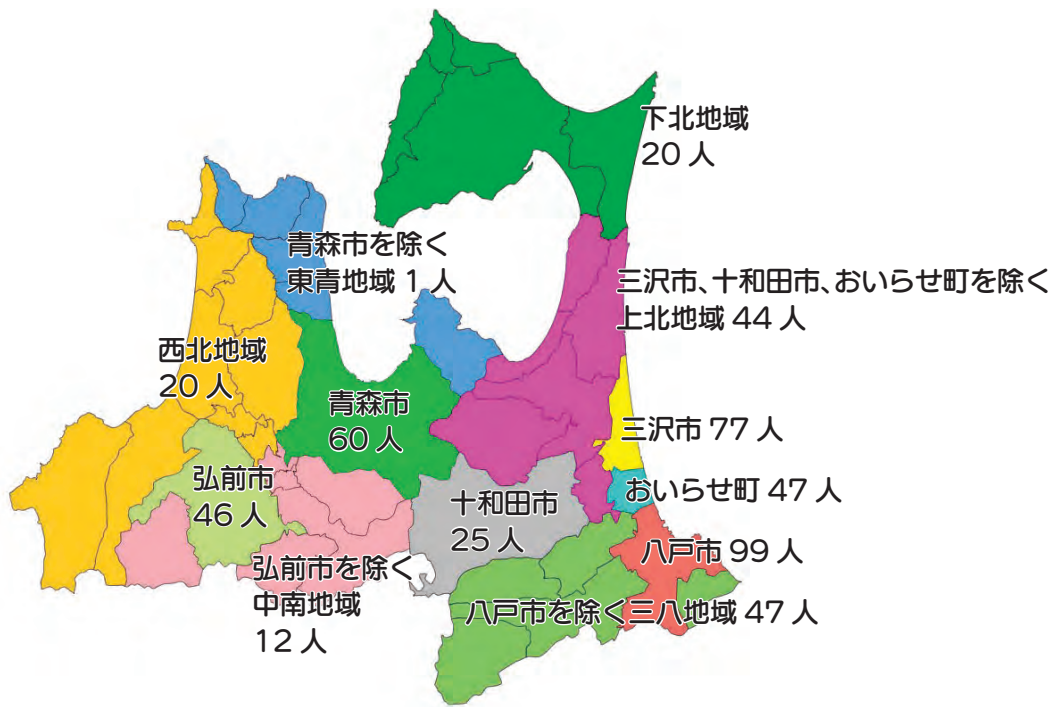 下北地域
20 人
青森市を除く
東青地域 1 人
三沢市、十和田市、おいらせ町を除く
上北地域 44 人
西北地域
20 人
青森市
60 人
三沢市 77 人
弘前市
46 人
おいらせ町 47 人
十和田市
25 人
八戸市 99 人
弘前市を除く
中南地域
12 人
八戸市を除く三八地域 47 人